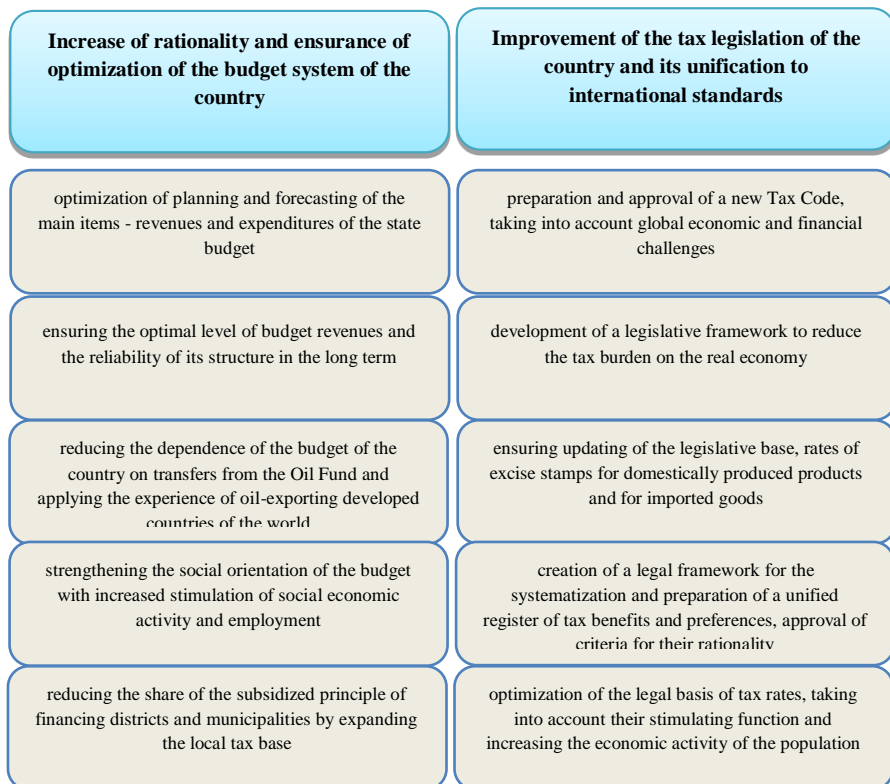 Increase of rationality and ensurance of
optimization of the budget system of the
country
optimization of planning and forecasting of the
main items - revenues and expenditures of the state
budget
ensuring the optimal level of budget revenues and
the reliability of its structure in the long term
reducing the dependence of the budget of the
country on transfers from the Oil Fund and
applying the experience of oil-exporting developed
countries of the world
strengthening the social orientation of the budget
with increased stimulation of social economic
activity and employment
reducing the share of the subsidized principle of
financing districts and municipalities by expanding
the local tax base
Improvement of the tax legislation of the
country and its unification to
international standards
preparation and approval of a new Tax Code,
taking into account global economic and financial
challenges
development of a legislative framework to reduce
the tax burden on the real economy
ensuring updating of the legislative base, rates of
excise stamps for domestically produced products
and for imported goods
creation of a legal framework for the
systematization and preparation of a unified
register of tax benefits and preferences, approval of
criteria for their rationality
optimization of the legal basis of tax rates, taking
into account their stimulating function and
increasing the economic activity of the population